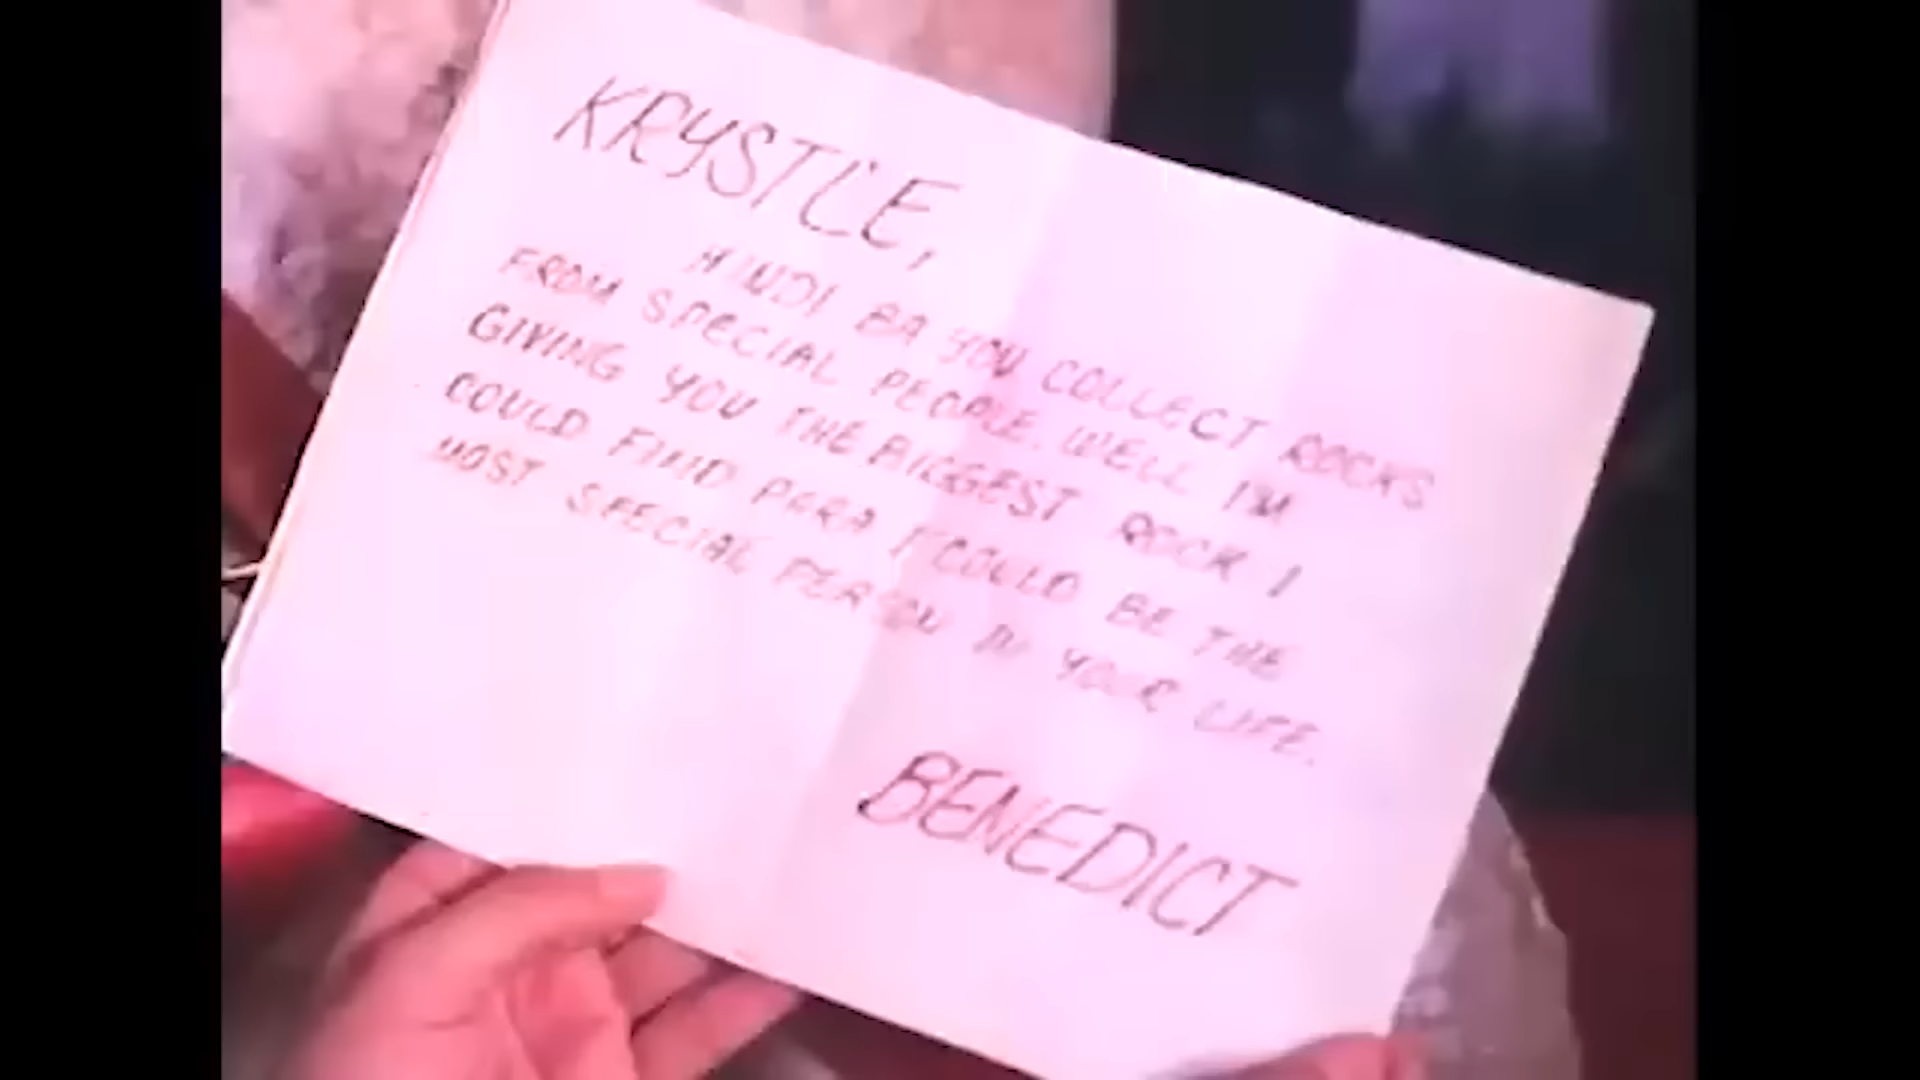 KRYSTLE,
HINDI BA YOU COLLECT ROCKS
FROM SPECIAL PEOPLE. WELL I'M
GIVING YOU THE BIGGEST ROCK I
COULD FIND PARA I COULD BE THE
MOST SPECIAL PERSON IN YOUR LIFE.
BENEDICT